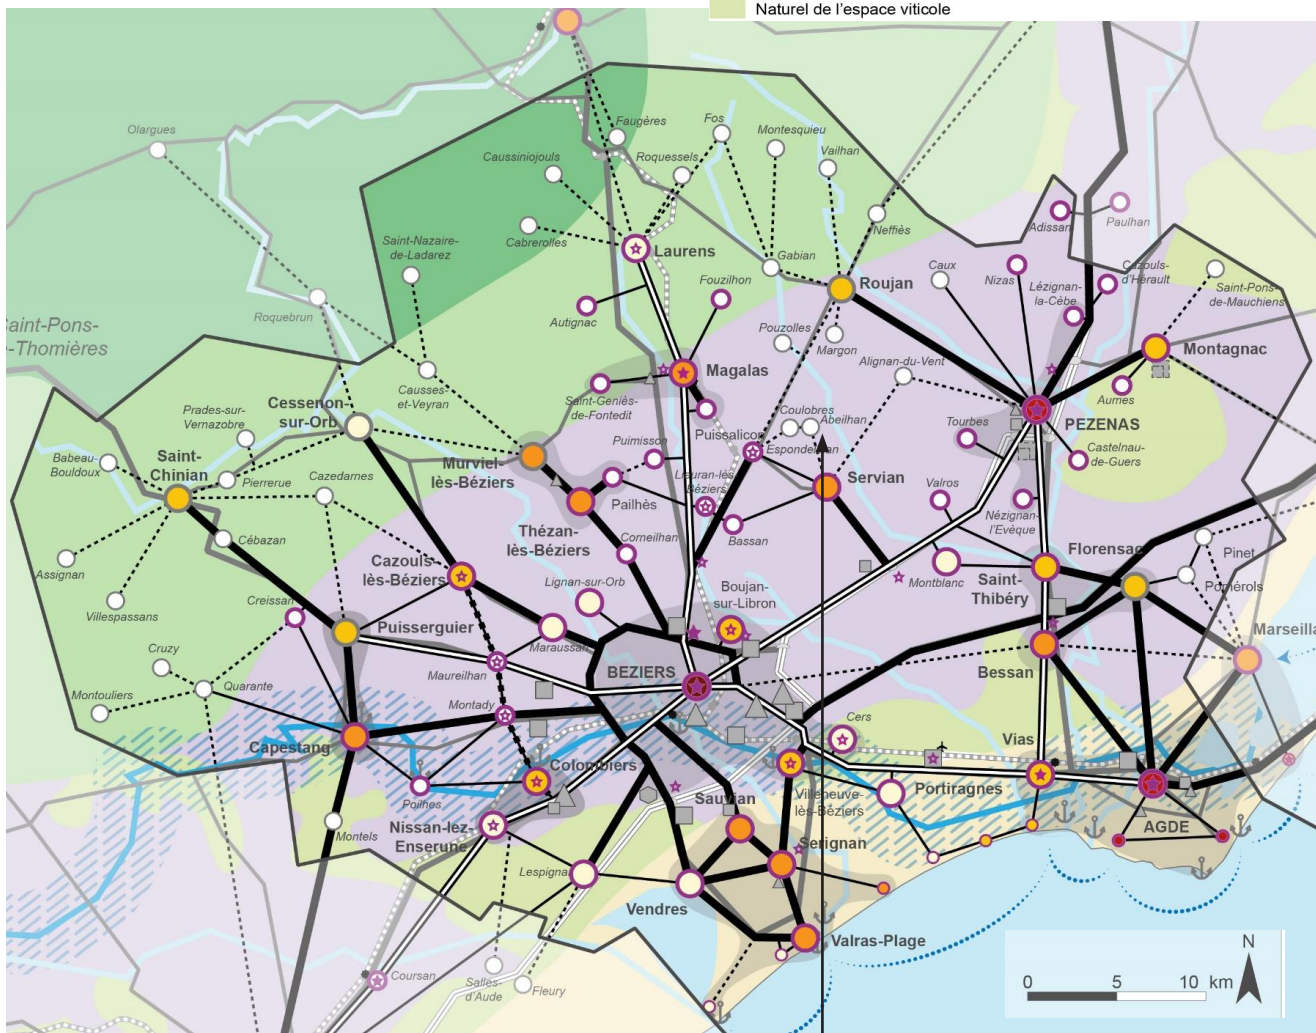 Naturel de l'espace viticole
Olargues
Faugères
Fos
Montesquieu
Caussiniojouls
Roquessels
Vailhan
Adissan
Paulhan
Neffiès
Saint-Nazaire-
de-Ladarez
Cabrerolles
Laurens
Gabian
Roujan
Caux
Nizas
Lézignan-
la-Cèbe
Cazouls-
d'Hérault
Saint-Pons-
de-Mauchiens
Fouzilhon
Autignac
Roquebrun
Saint-Pons-
e-Thomières
Pouzolles
Margon
Alignan-du-Vent
Montagnac
Magalas
Causses-
et-Veyran
Saint-Geniès-
de-Fontedit
Aumes
Cessenon-
sur-Orb
Prades-sur-
Vernazobre
Puissalicon
Coulobres
Abeilhan
Tourbes
PEZENAS
Castelnau-
de-Guers
Babeau-
Bouldoux
Saint-
Chinian
Pierrerue
Cazedarnes
Murviel-
lès-Béziers
Puimisson
Espondeilhan
Lieuran-lès-
Béziers
Servian
Valros
Pailhès
Nézignan-
l'Evêque
Cébazan
Thézan-
lès-Béziers
Corneilhan
Bassan
Florensac
Pinet
Assignan
Villespassans
Cazouls-
lès-Béziers
Lignan-sur-Orb
Boujan-
sur-Libron
Montblanc
Saint-
Thibéry
Pomérols
Creissan
Puisserguier
Maraussan
Marseilla
Cruzy
Maureilhan
BEZIERS
Bessan
Montouliers
Quarante
Montady
Cers
Vias
Capestang
Colombiers
Poilhes
Villeneuve-
lès-Béziers
Portiragnes
Montels
Nissan-lez-
Enserune
Sauvian
Serignan
AGDE
Lespignan
Vendres
Valras-Plage
Coursan
Salles-
d'Aude
Fleury
N
0 5 10 km